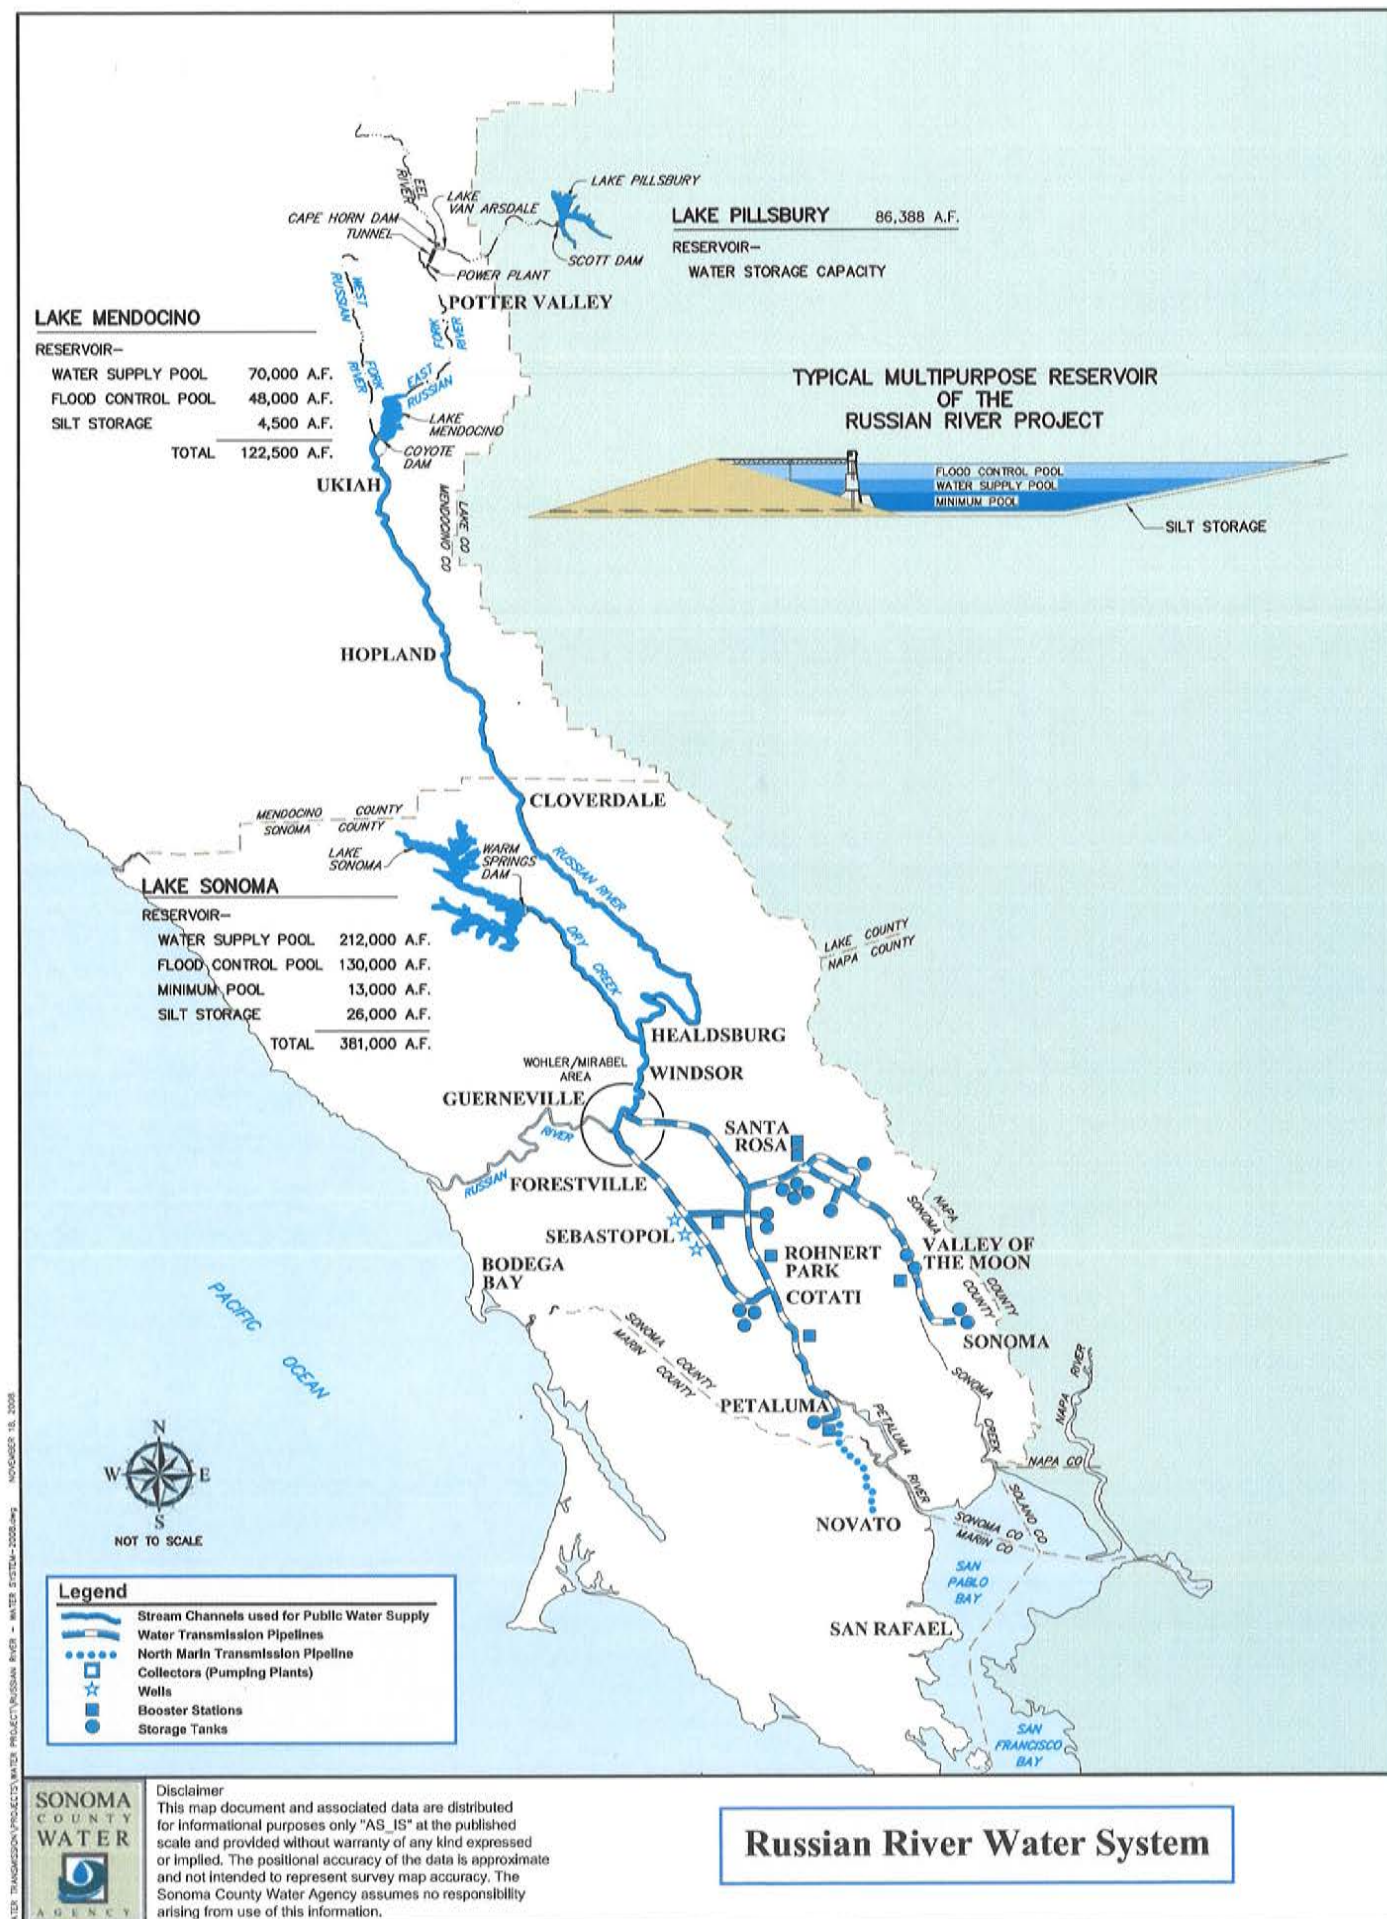 EEL
RIVER
LAKE
VAN ARSDALE
CAPE HORN DAM
TUNNEL
POWER PLANT
POTTER VALLEY
LAKE PILLSBURY
SCOTT DAM
LAKE PILLSBURY 86,388 A.F.
RESERVOIR–
WATER STORAGE CAPACITY
WEST
RUSSIAN
FORK
RIVER
FORK
RIVER
EAST
RUSSIAN
LAKE
MENDOCINO
COYOTE
DAM
LAKE MENDOCINO
RESERVOIR–
WATER SUPPLY POOL 70,000 A.F.
FLOOD CONTROL POOL 48,000 A.F.
SILT STORAGE 4,500 A.F.
TOTAL 122,500 A.F.
TYPICAL MULTIPURPOSE RESERVOIR
OF THE
RUSSIAN RIVER PROJECT
FLOOD CONTROL POOL
WATER SUPPLY POOL
MINIMUM POOL
SILT STORAGE
UKIAH
LAKE CO
MENDOCINO CO
HOPLAND
CLOVERDALE
MENDOCINO COUNTY
SONOMA COUNTY
LAKE
SONOMA
WARM
SPRINGS
DAM
RUSSIAN RIVER
DRY
CREEK
LAKE SONOMA
RESERVOIR–
WATER SUPPLY POOL 212,000 A.F.
FLOOD CONTROL POOL 130,000 A.F.
MINIMUM POOL 13,000 A.F.
SILT STORAGE 26,000 A.F.
TOTAL 381,000 A.F.
LAKE COUNTY
NAPA COUNTY
HEALDSBURG
WOHLER/MIRABEL
AREA
WINDSOR
GUERNEVILLE
RUSSIAN
RIVER
FORESTVILLE
SANTA
ROSA
SEBASTOPOL
BODEGA
BAY
ROHNERT
PARK
COTATI
NAPA
SONOMA
COUNTY
COUNTY
VALLEY OF
THE MOON
SONOMA
SONOMA COUNTY
MARIN COUNTY
PACIFIC
OCEAN
PETALUMA
PETALUMA
RIVER
SONOMA
CREEK
NAPA RIVER
NAPA CO
SOLANO CO
SONOMA CO
MARIN CO
NOVATO
SAN
PABLO
BAY
SAN RAFAEL
SAN
FRANCISCO
BAY
N
W E
S
NOT TO SCALE
Legend
Stream Channels used for Public Water Supply
Water Transmission Pipelines
North Marin Transmission Pipeline
Collectors (Pumping Plants)
Wells
Booster Stations
Storage Tanks
SONOMA
COUNTY
WATER
AGENCY
Disclaimer
This map document and associated data are distributed
for informational purposes only "AS_IS" at the published
scale and provided without warranty of any kind expressed
or implied. The positional accuracy of the data is approximate
and not intended to represent survey map accuracy. The
Sonoma County Water Agency assumes no responsibility
arising from use of this information.
Russian River Water System
NOVEMBER 18, 2008